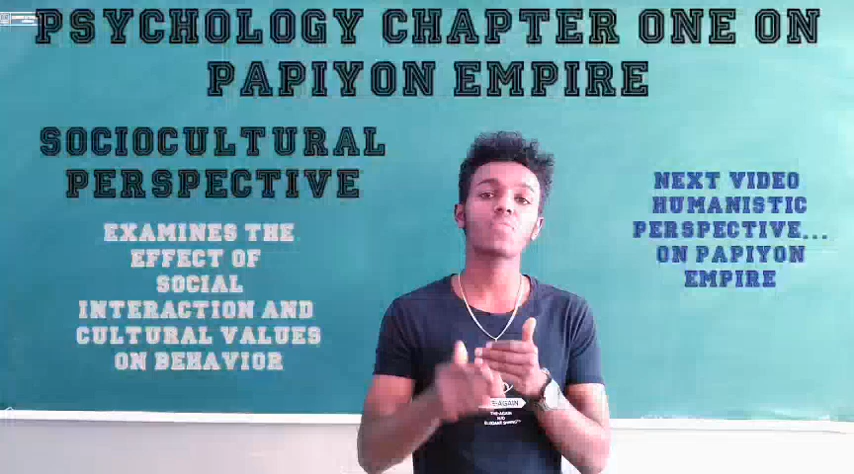 PSYCHOLOGY CHAPTER ONE ON
PAPIYON EMPIRE
SOCIOCULTURAL
PERSPECTIVE
EXAMINES THE
EFFECT OF
SOCIAL
INTERACTION AND
CULTURAL VALUES
ON BEHAVIOR
NEXT VIDEO
HUMANISTIC
PERSPECTIVE...
ON PAPIYON
EMPIRE
E-AGAIN